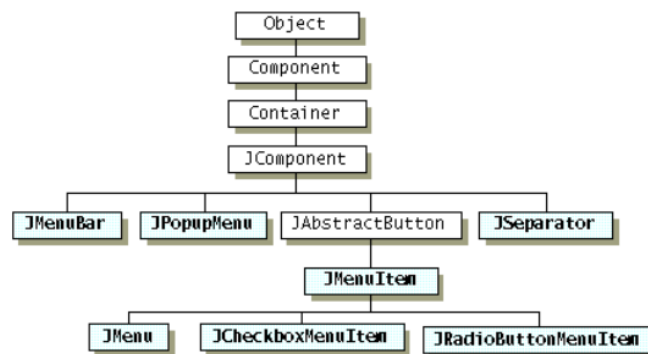 Object
Component
Container
JComponent
JMenuBar
JPopupMenu
JAbstractButton
JSeparator
JMenuItem
JMenu
JCheckboxMenuItem
JRadioButtonMenuItem